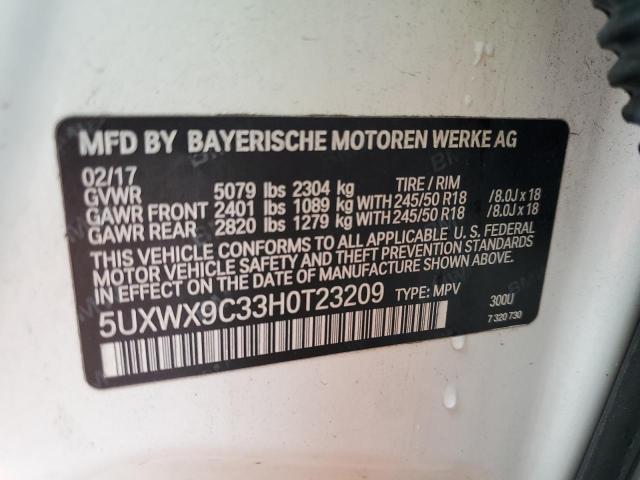 MFD BY BAYERISCHE MOTOREN WERKE AG
02/17 TIRE / RIM
GVWR 5079 lbs 2304 kg
GAWR FRONT 2401 lbs 1089 kg WITH 245/50 R18 /8.0J x 18
GAWR REAR 2820 lbs 1279 kg WITH 245/50 R18 /8.0J x 18
THIS VEHICLE CONFORMS TO ALL APPLICABLE U.S. FEDERAL
MOTOR VEHICLE SAFETY AND THEFT PREVENTION STANDARDS
IN EFFECT ON THE DATE OF MANUFACTURE SHOWN ABOVE.
5UXWX9C33H0T23209 TYPE: MPV 300U
7 320 730